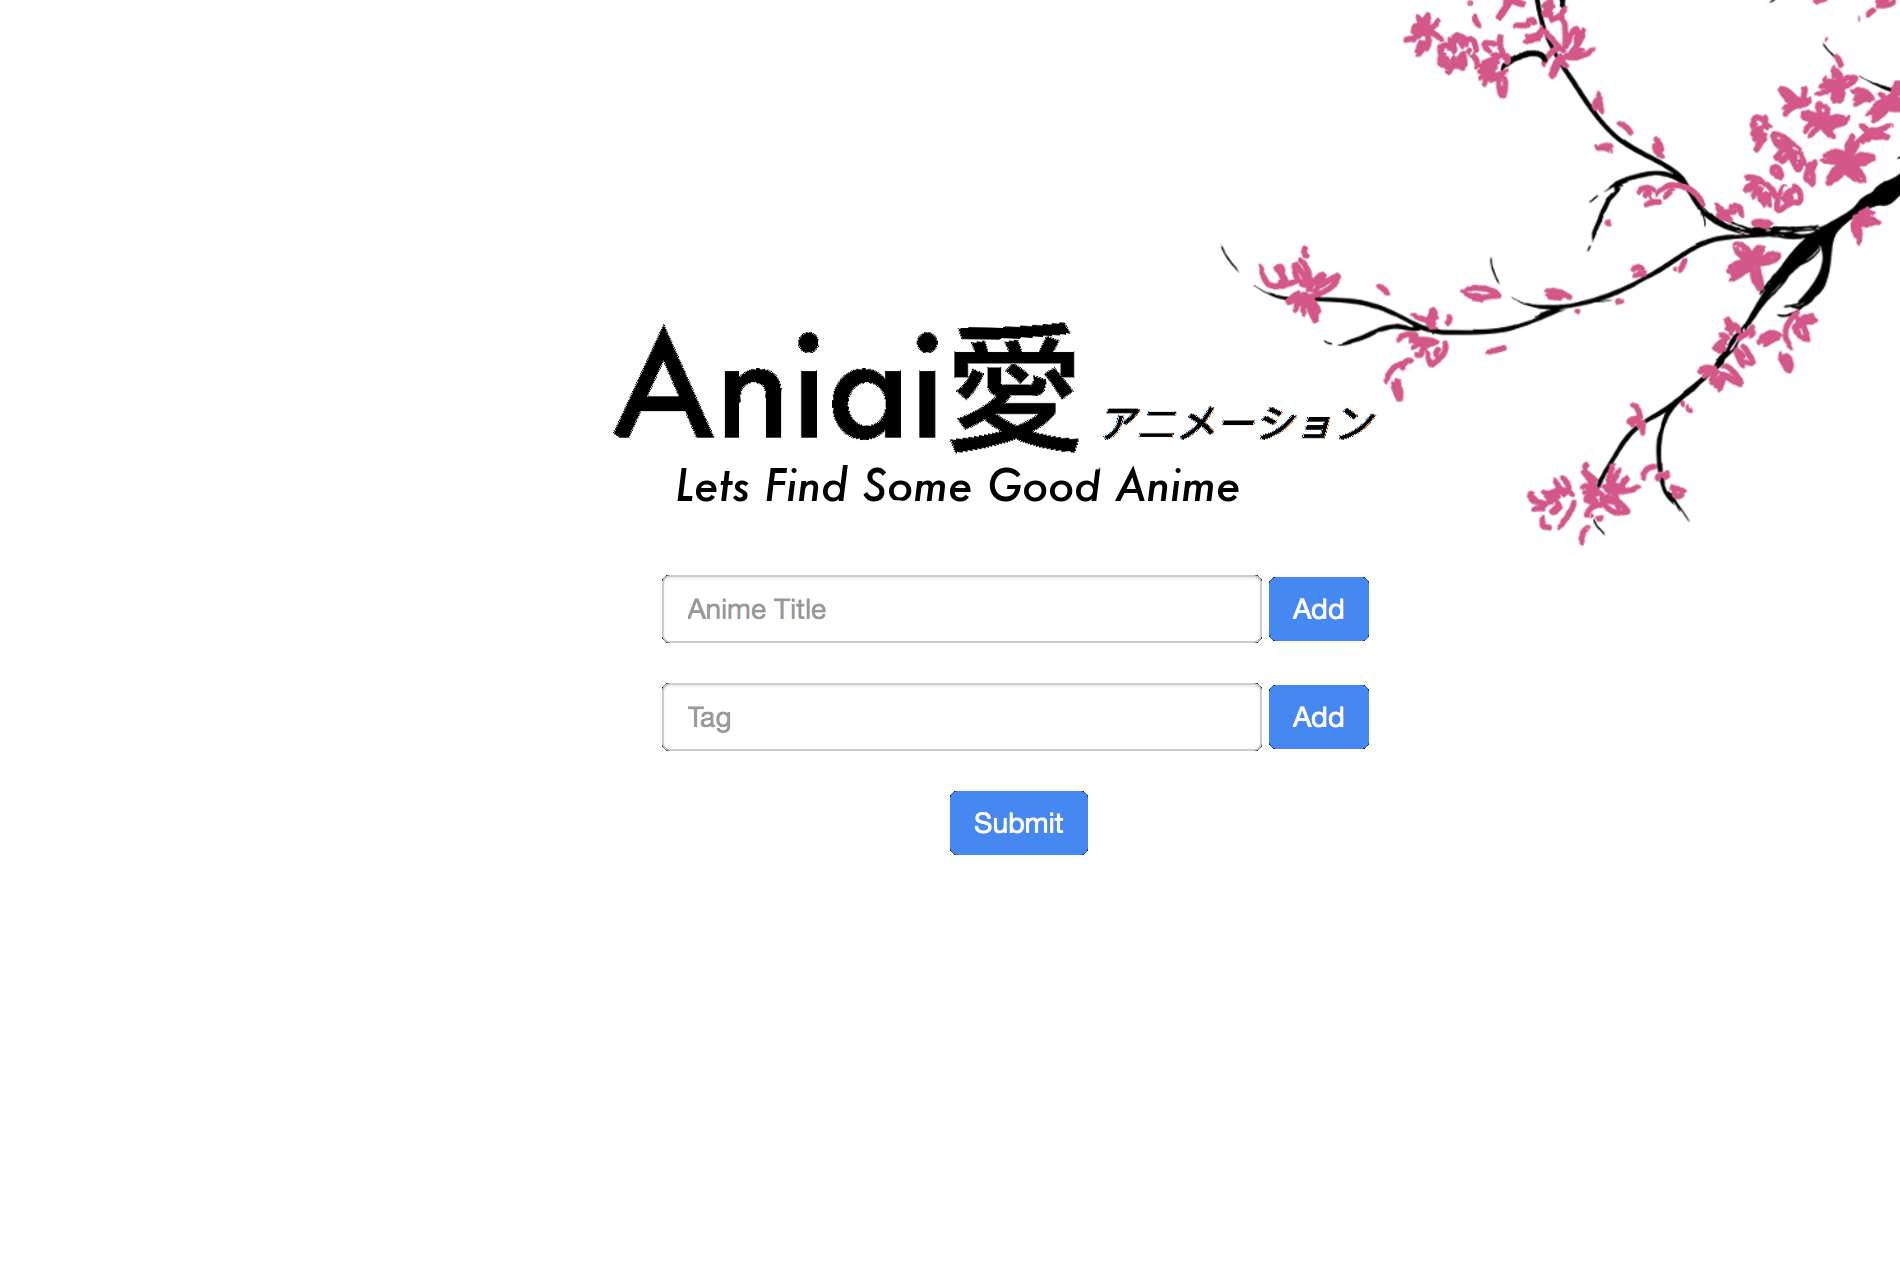 Aniai愛 アニメーション
Lets Find Some Good Anime
Anime Title Add
Tag Add
Submit